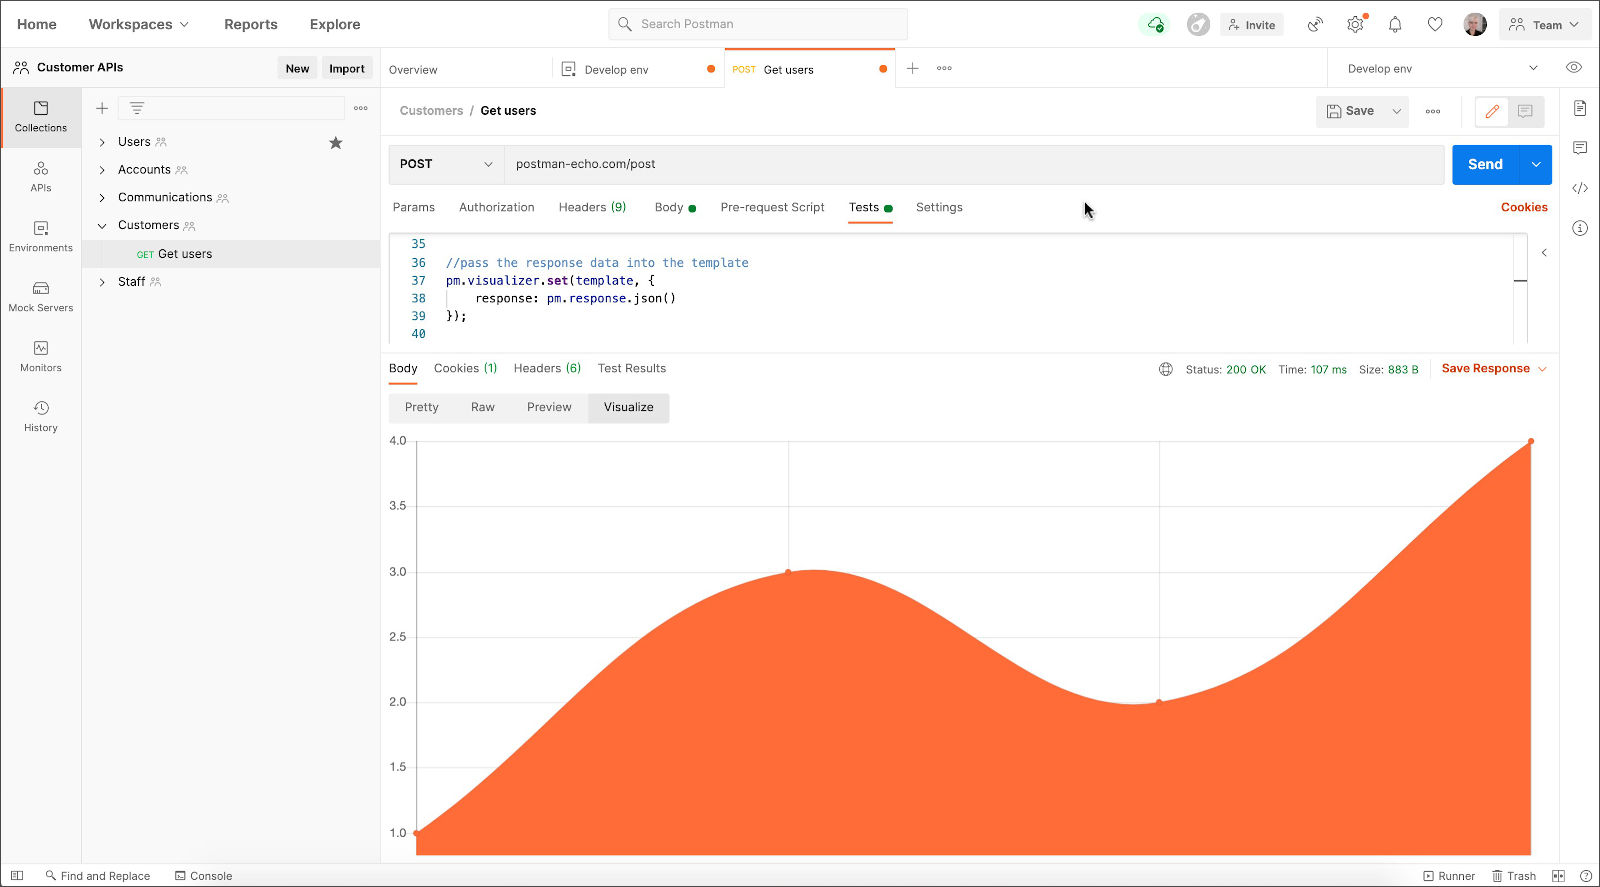 Home Workspaces Reports Explore Search Postman Invite Team
Customer APIs New Import Overview Develop env POST Get users Develop env
Collections
APIs
Environments
Mock Servers
Monitors
History
Users
Accounts
Communications
Customers
GET Get users
Staff
Customers / Get users Save
POST postman-echo.com/post Send
Params Authorization Headers (9) Body Pre-request Script Tests Settings Cookies
35
36 //pass the response data into the template
37 pm.visualizer.set(template, {
38 response: pm.response.json()
39 });
40
Body Cookies (1) Headers (6) Test Results Status: 200 OK Time: 107 ms Size: 883 B Save Response
Pretty Raw Preview Visualize
4.0
3.5
3.0
2.5
2.0
1.5
1.0
Find and Replace Console Runner Trash